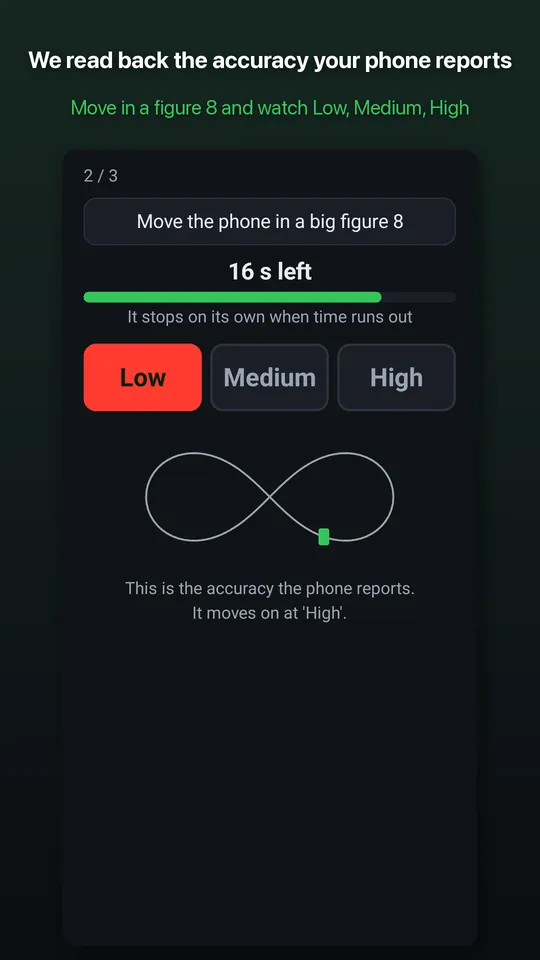 We read back the accuracy your phone reports
Move in a figure 8 and watch Low, Medium, High
2 / 3
Move the phone in a big figure 8
16 s left
It stops on its own when time runs out
Low
Medium
High
This is the accuracy the phone reports.
It moves on at 'High'.